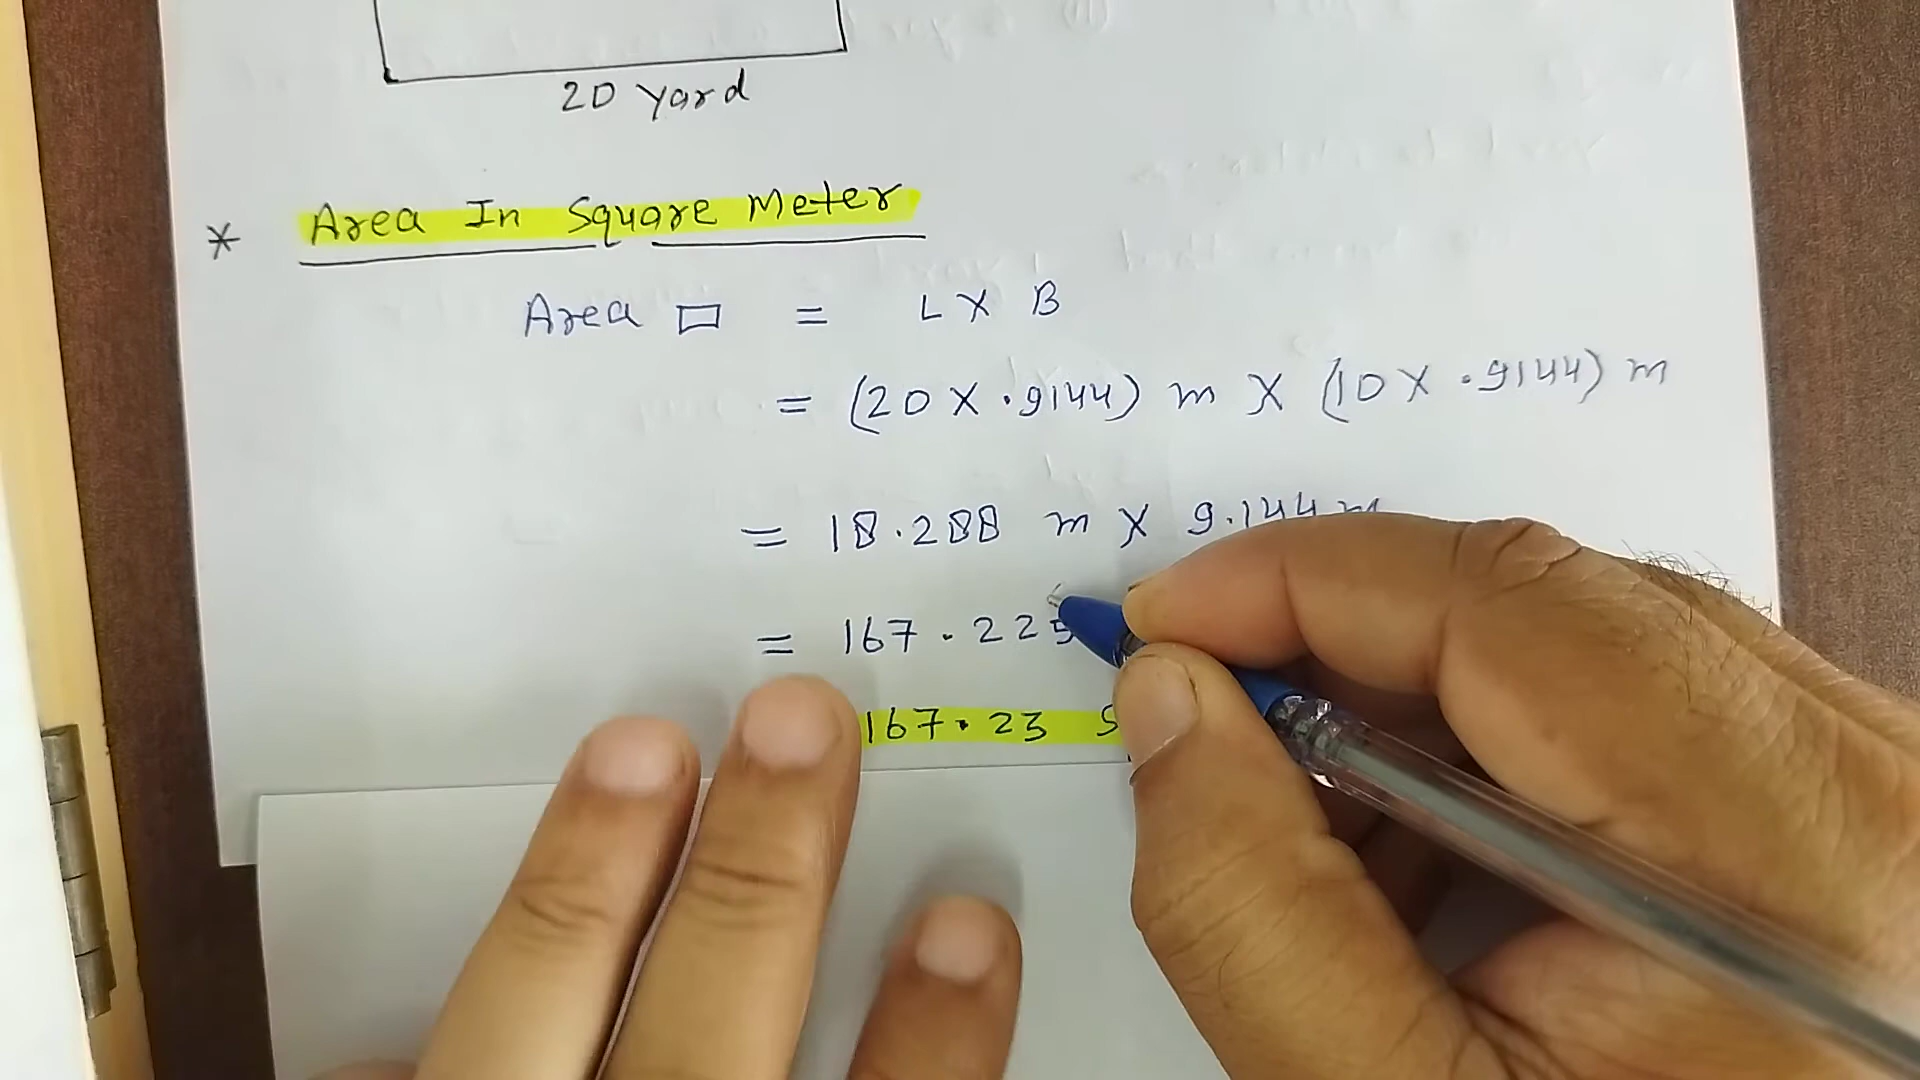 20 yard
* Area In Square Meter
Area ▭ = L X B
= (20 X .9144) m X (10 X .9144) m
= 18.288 m X 9.144 m
= 167.225
167.23 S